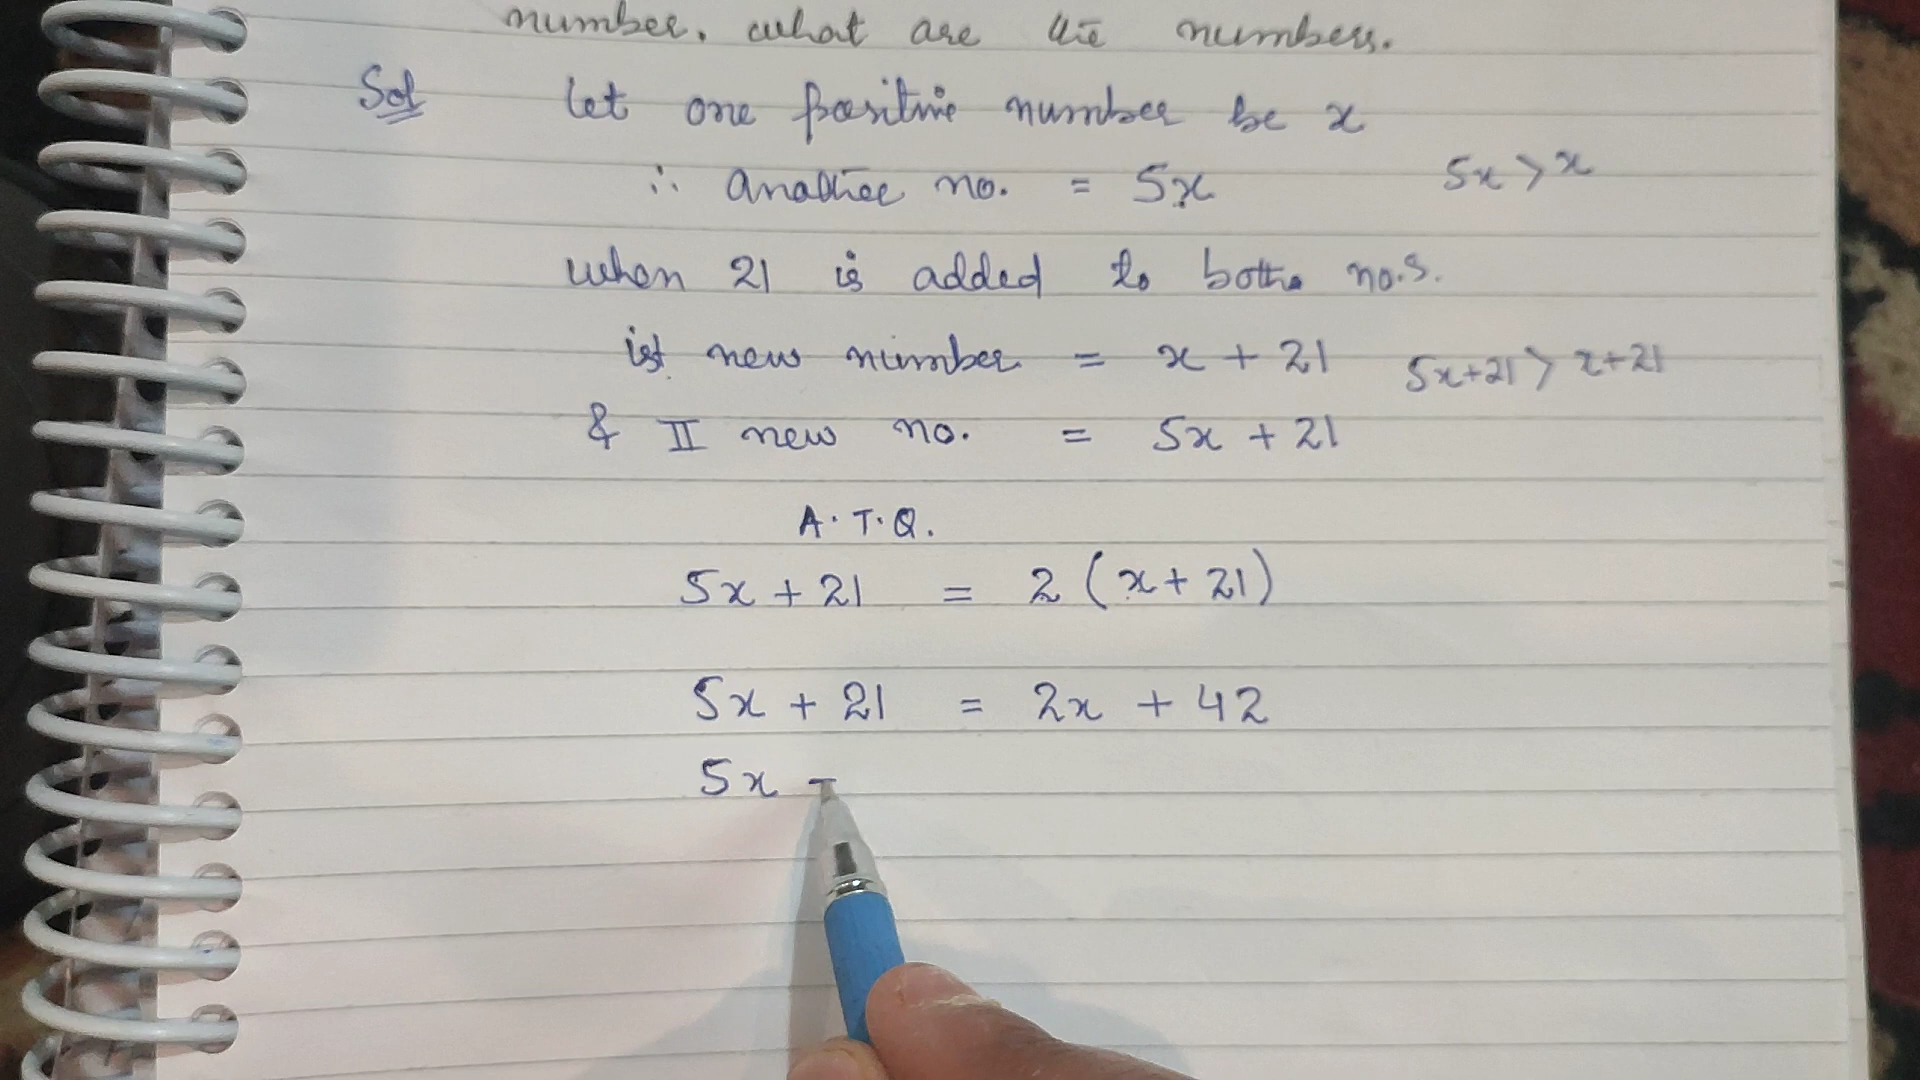 number. what are the numbers.
Sol let one positive number be x
∴ another no. = 5x 5x > x
when 21 is added to both no.s.
ist new number = x + 21 5x+21 > x+21
& II new no. = 5x + 21
A.T.Q.
5x + 21 = 2 (x + 21)
5x + 21 = 2x + 42
5x -